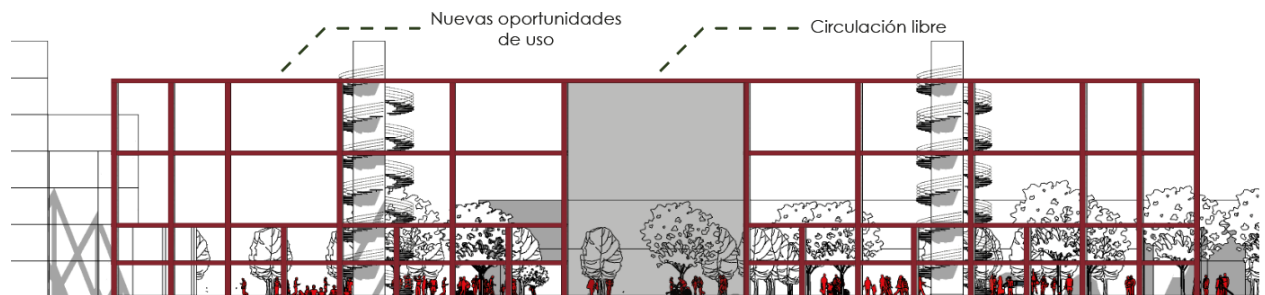 Nuevas oportunidades
de uso
Circulación libre